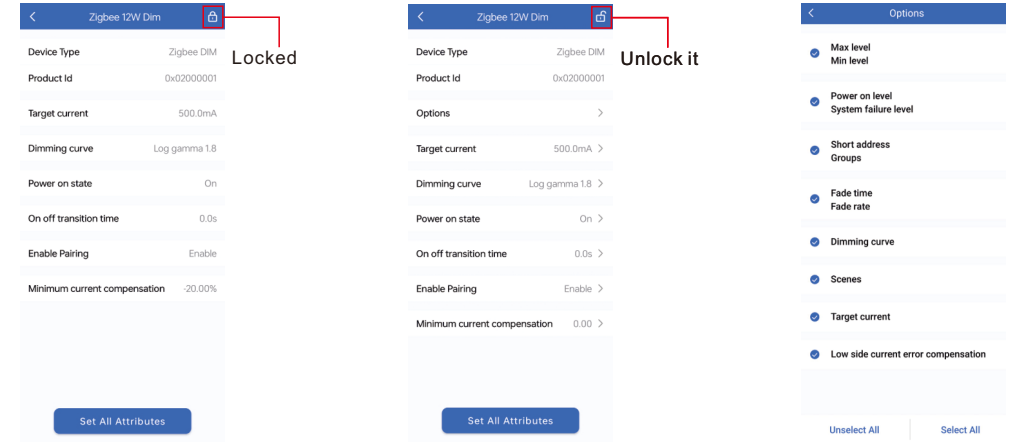 Zigbee 12W Dim
Locked
Device Type Zigbee DIM
Product Id 0x02000001
Target current 500.0mA
Dimming curve Log gamma 1.8
Power on state On
On off transition time 0.0s
Enable Pairing Enable
Minimum current compensation -20.00%
Set All Attributes
Zigbee 12W Dim
Unlock it
Device Type Zigbee DIM
Product Id 0x02000001
Options
Target current 500.0mA
Dimming curve Log gamma 1.8
Power on state On
On off transition time 0.0s
Enable Pairing Enable
Minimum current compensation 0.00
Set All Attributes
Options
Max level
Min level
Power on level
System failure level
Short address
Groups
Fade time
Fade rate
Dimming curve
Scenes
Target current
Low side current error compensation
Unselect All Select All